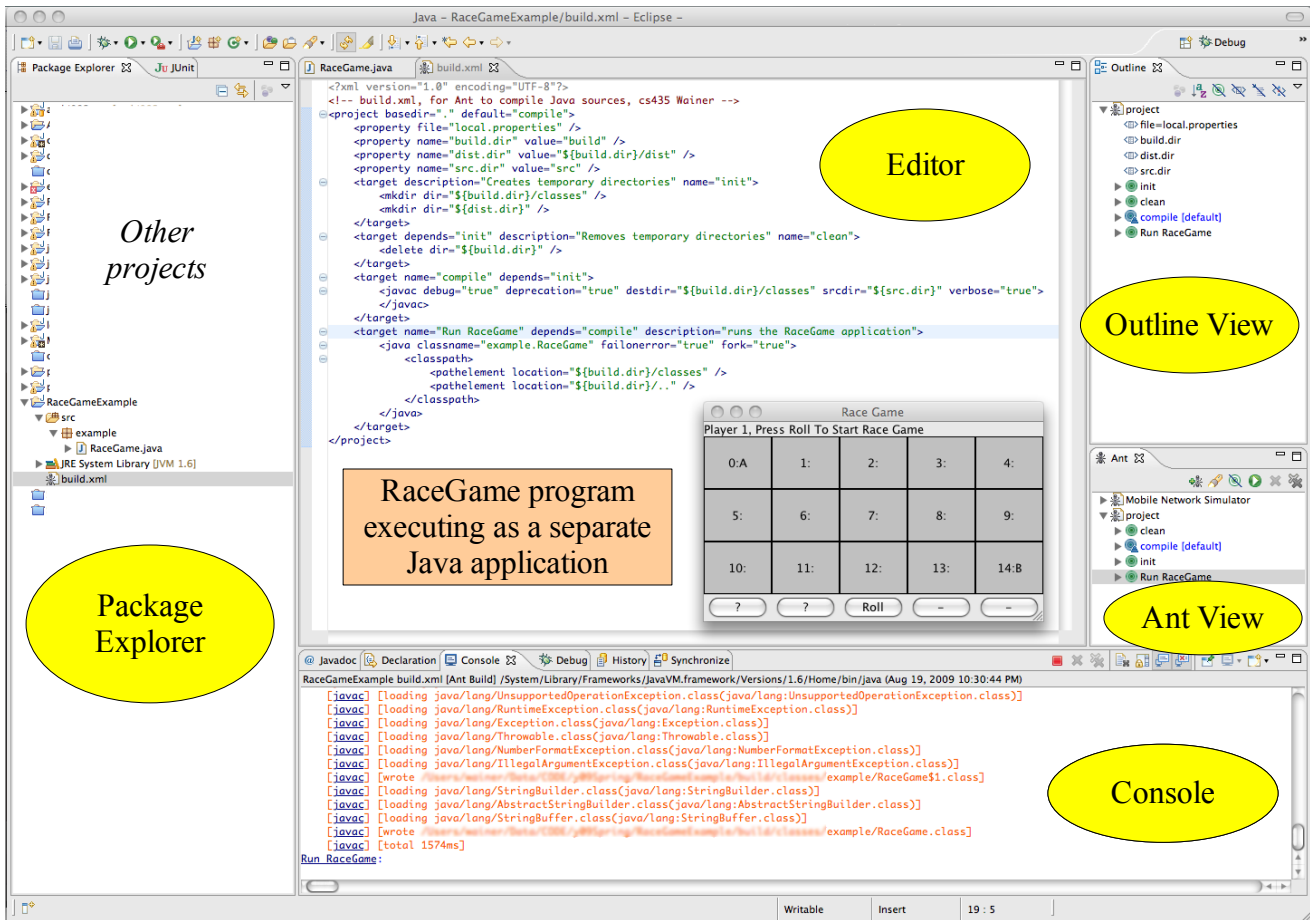 Java – RaceGameExample/build.xml – Eclipse –
Debug
»
Package Explorer
JUnit
Other
projects
RaceGameExample
src
example
RaceGame.java
JRE System Library [JVM 1.6]
build.xml
Package
Explorer
RaceGame.java
build.xml
<?xml version="1.0" encoding="UTF-8"?>
<!-- build.xml, for Ant to compile Java sources, cs435 Wainer -->
<project basedir="." default="compile">
<property file="local.properties" />
<property name="build.dir" value="build" />
<property name="dist.dir" value="${build.dir}/dist" />
<property name="src.dir" value="src" />
<target description="Creates temporary directories" name="init">
<mkdir dir="${build.dir}/classes" />
<mkdir dir="${dist.dir}" />
</target>
<target depends="init" description="Removes temporary directories" name="clean">
<delete dir="${build.dir}" />
</target>
<target name="compile" depends="init">
<javac debug="true" deprecation="true" destdir="${build.dir}/classes" srcdir="${src.dir}" verbose="true">
</javac>
</target>
<target name="Run RaceGame" depends="compile" description="runs the RaceGame application">
<java classname="example.RaceGame" failonerror="true" fork="true">
<classpath>
<pathelement location="${build.dir}/classes" />
<pathelement location="${build.dir}/.." />
</classpath>
</java>
</target>
</project>
Editor
RaceGame program
executing as a separate
Java application
Race Game
Player 1, Press Roll To Start Race Game
0:A 1: 2: 3: 4:
5: 6: 7: 8: 9:
10: 11: 12: 13: 14:B
? ? Roll – –
Outline
project
file=local.properties
build.dir
dist.dir
src.dir
init
clean
compile [default]
Run RaceGame
Outline View
Ant
Mobile Network Simulator
project
clean
compile [default]
init
Run RaceGame
Ant View
@ Javadoc Declaration Console Debug History Synchronize
RaceGameExample build.xml [Ant Build] /System/Library/Frameworks/JavaVM.framework/Versions/1.6/Home/bin/java (Aug 19, 2009 10:30:44 PM)
[javac] [loading java/lang/UnsupportedOperationException.class(java/lang:UnsupportedOperationException.class)]
[javac] [loading java/lang/RuntimeException.class(java/lang:RuntimeException.class)]
[javac] [loading java/lang/Exception.class(java/lang:Exception.class)]
[javac] [loading java/lang/Throwable.class(java/lang:Throwable.class)]
[javac] [loading java/lang/NumberFormatException.class(java/lang:NumberFormatException.class)]
[javac] [loading java/lang/IllegalArgumentException.class(java/lang:IllegalArgumentException.class)]
[javac] [wrote example/RaceGame$1.class]
[javac] [loading java/lang/StringBuilder.class(java/lang:StringBuilder.class)]
[javac] [loading java/lang/AbstractStringBuilder.class(java/lang:AbstractStringBuilder.class)]
[javac] [loading java/lang/StringBuffer.class(java/lang:StringBuffer.class)]
[javac] [wrote example/RaceGame.class]
[javac] [total 1574ms]
Run RaceGame:
Console
Writable Insert 19 : 5